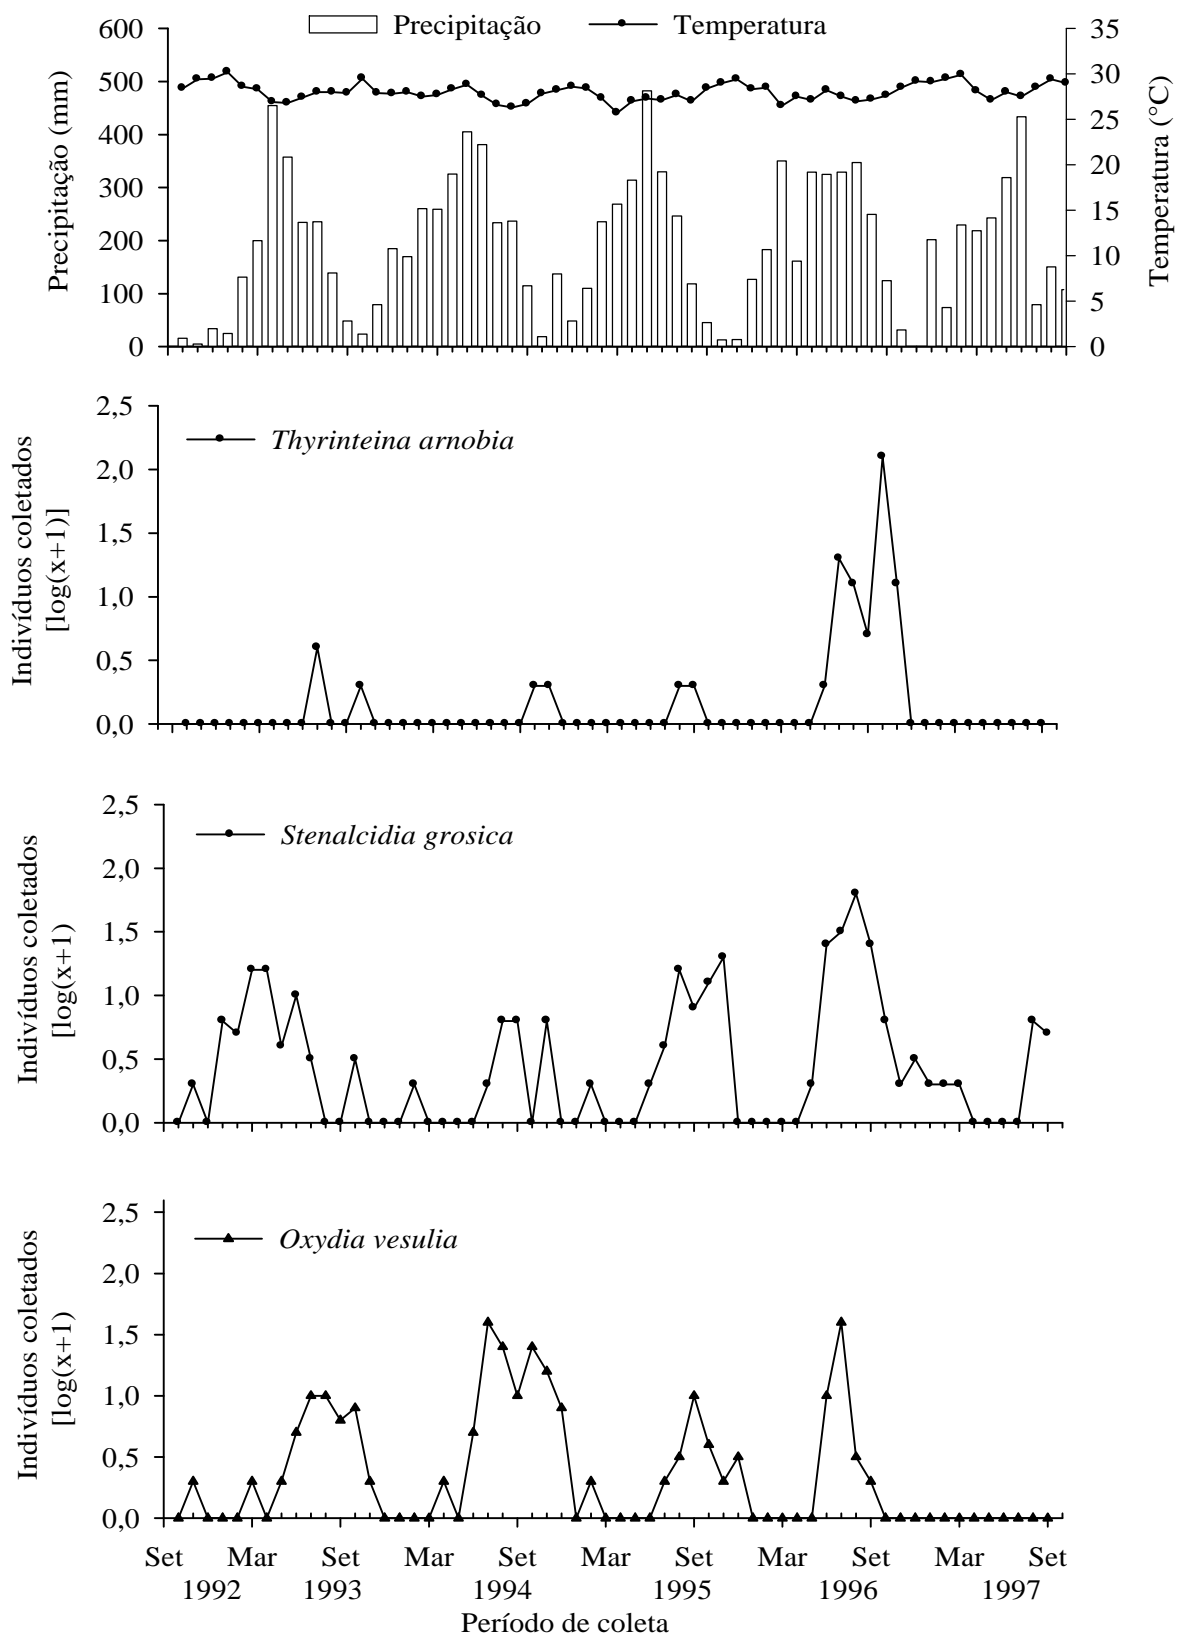 Precipitação Temperatura
600
500
400
300
200
100
0
Precipitação (mm)
35
30
25
20
15
10
5
0
Temperatura (°C)
2,5
2,0
1,5
1,0
0,5
0,0
Indivíduos coletados
[log(x+1)]
Thyrinteina arnobia
2,5
2,0
1,5
1,0
0,5
0,0
Indivíduos coletados
[log(x+1)
Stenalcidia grosica
2,5
2,0
1,5
1,0
0,5
0,0
Indivíduos coletados
[log(x+1)
Oxydia vesulia
Set Mar Set Mar Set Mar Set Mar Set Mar Set
1992 1993 1994 1995 1996 1997
Período de coleta